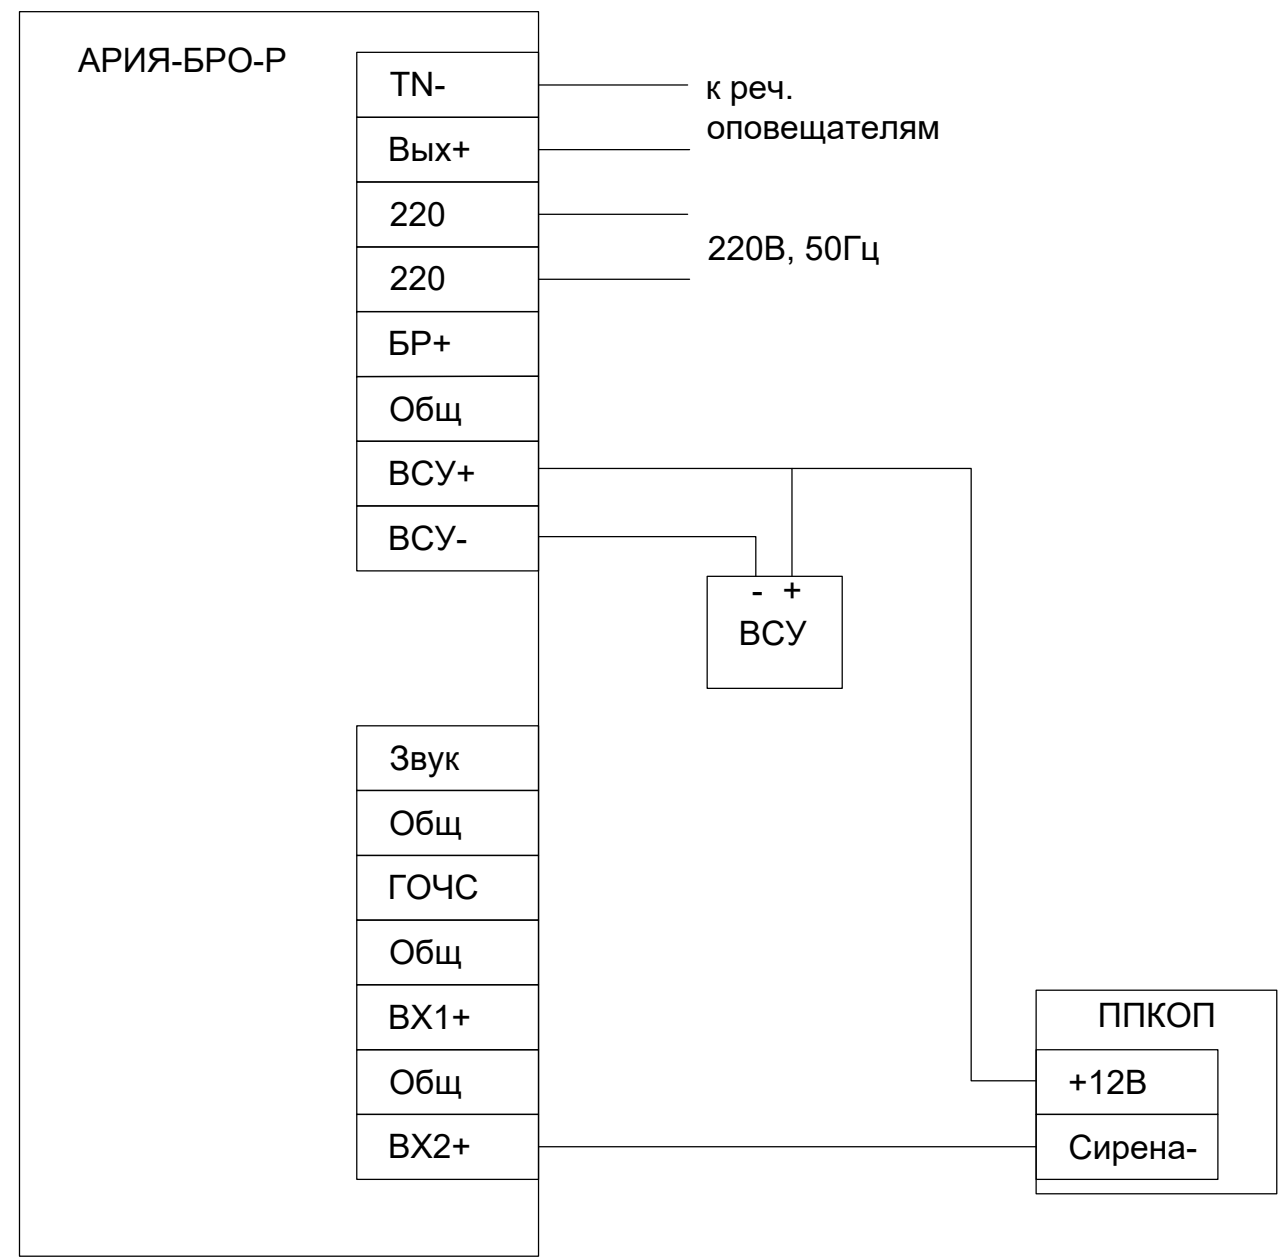 АРИЯ-БРО-Р
TN-
Вых+
220
220
БР+
Общ
ВСУ+
ВСУ-
к реч.
оповещателям
220В, 50Гц
- +
ВСУ
Звук
Общ
ГОЧС
Общ
ВХ1+
Общ
ВХ2+
ППКОП
+12В
Сирена-